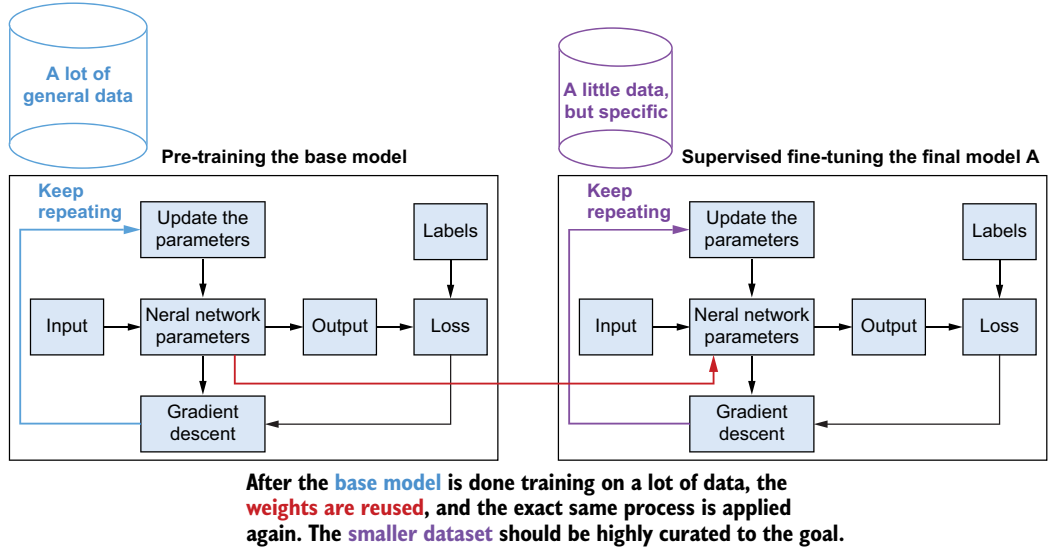 A lot of
general data
A little data,
but specific
Pre-training the base model
Supervised fine-tuning the final model A
Keep
repeating
Update the
parameters
Labels
Input
Neral network
parameters
Output
Loss
Gradient
descent
Keep
repeating
Update the
parameters
Labels
Input
Neral network
parameters
Output
Loss
Gradient
descent
After the base model is done training on a lot of data, the
weights are reused, and the exact same process is applied
again. The smaller dataset should be highly curated to the goal.